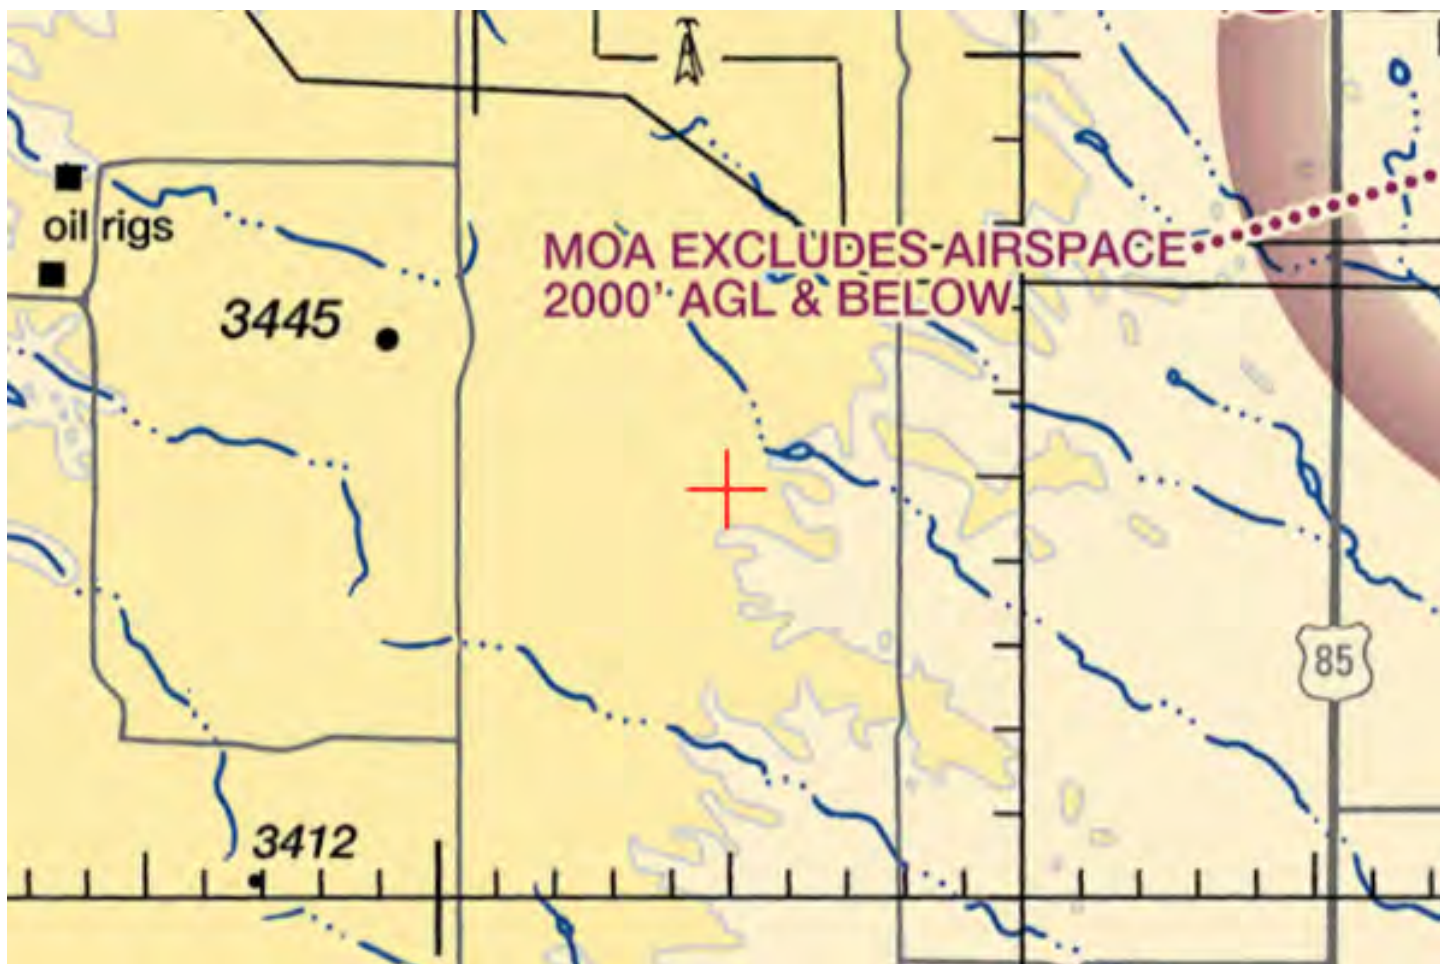 oil rigs
MOA EXCLUDES AIRSPACE
2000' AGL & BELOW
3445
85
3412